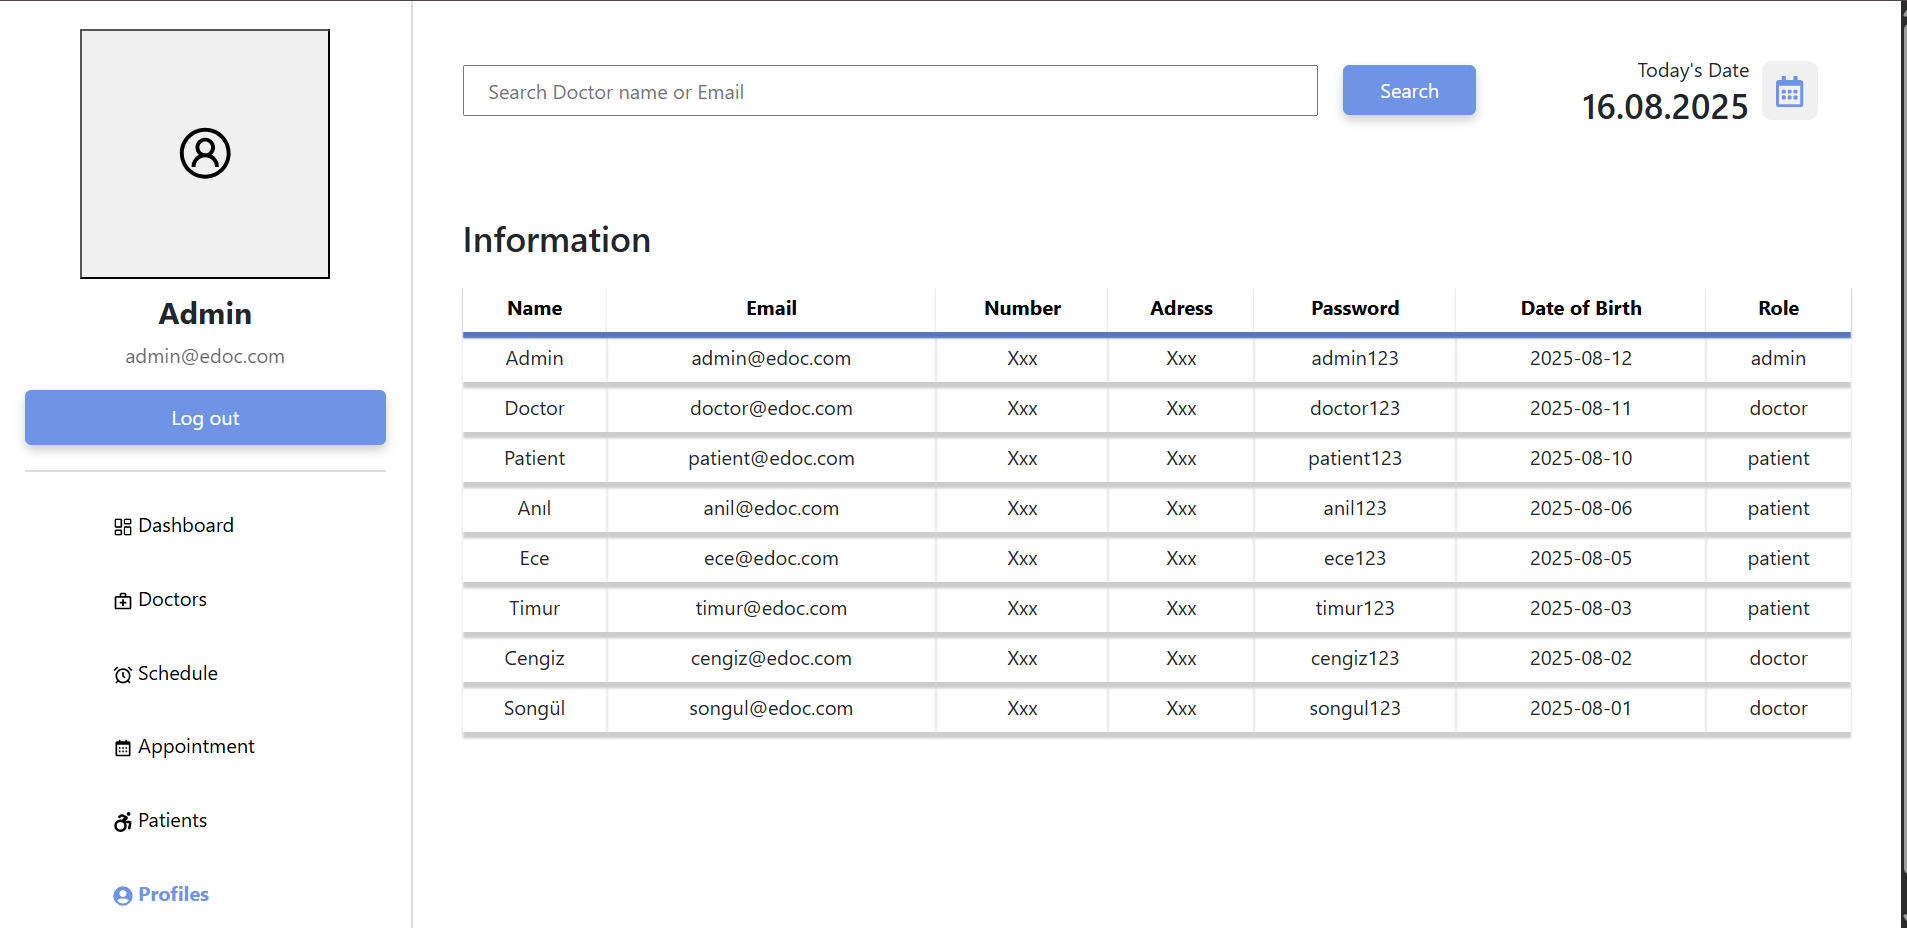 Admin
admin@edoc.com
Log out
Dashboard
Doctors
Schedule
Appointment
Patients
Profiles
Search Doctor name or Email
Search
Today's Date
16.08.2025
Information
Name Email Number Adress Password Date of Birth Role
Admin admin@edoc.com Xxx Xxx admin123 2025-08-12 admin
Doctor doctor@edoc.com Xxx Xxx doctor123 2025-08-11 doctor
Patient patient@edoc.com Xxx Xxx patient123 2025-08-10 patient
Anıl anil@edoc.com Xxx Xxx anil123 2025-08-06 patient
Ece ece@edoc.com Xxx Xxx ece123 2025-08-05 patient
Timur timur@edoc.com Xxx Xxx timur123 2025-08-03 patient
Cengiz cengiz@edoc.com Xxx Xxx cengiz123 2025-08-02 doctor
Songül songul@edoc.com Xxx Xxx songul123 2025-08-01 doctor